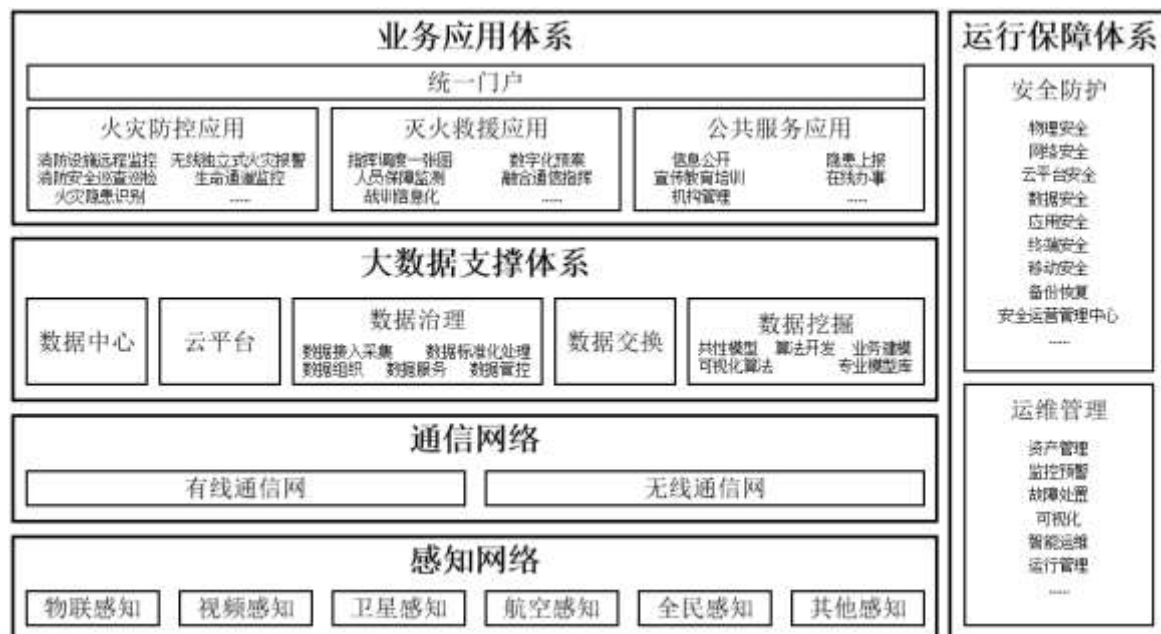 业务应用体系
统一门户
火灾防控应用
消防设施远程监控 无线独立式火灾报警
消防安全巡查巡检 生命通道监控
火灾隐患识别 .....
灭火救援应用
指挥调度一张图 数字化预案
人员保障监测 融合通信指挥
战训信息化 .....
公共服务应用
信息公开 隐患上报
宣传教育培训 在线办事
机构管理 .....
大数据支撑体系
数据中心
云平台
数据治理
数据接入采集 数据标准化处理
数据组织 数据服务 数据管控
数据交换
数据挖掘
共性模型 算法开发 业务建模
可视化算法 专业模型库
通信网络
有线通信网
无线通信网
感知网络
物联感知
视频感知
卫星感知
航空感知
全民感知
其他感知
运行保障体系
安全防护
物理安全
网络安全
云平台安全
数据安全
应用安全
终端安全
移动安全
备份恢复
安全运营管理中心
.....
运维管理
资产管理
监控预警
故障处置
可视化
智能运维
运行管理
.....